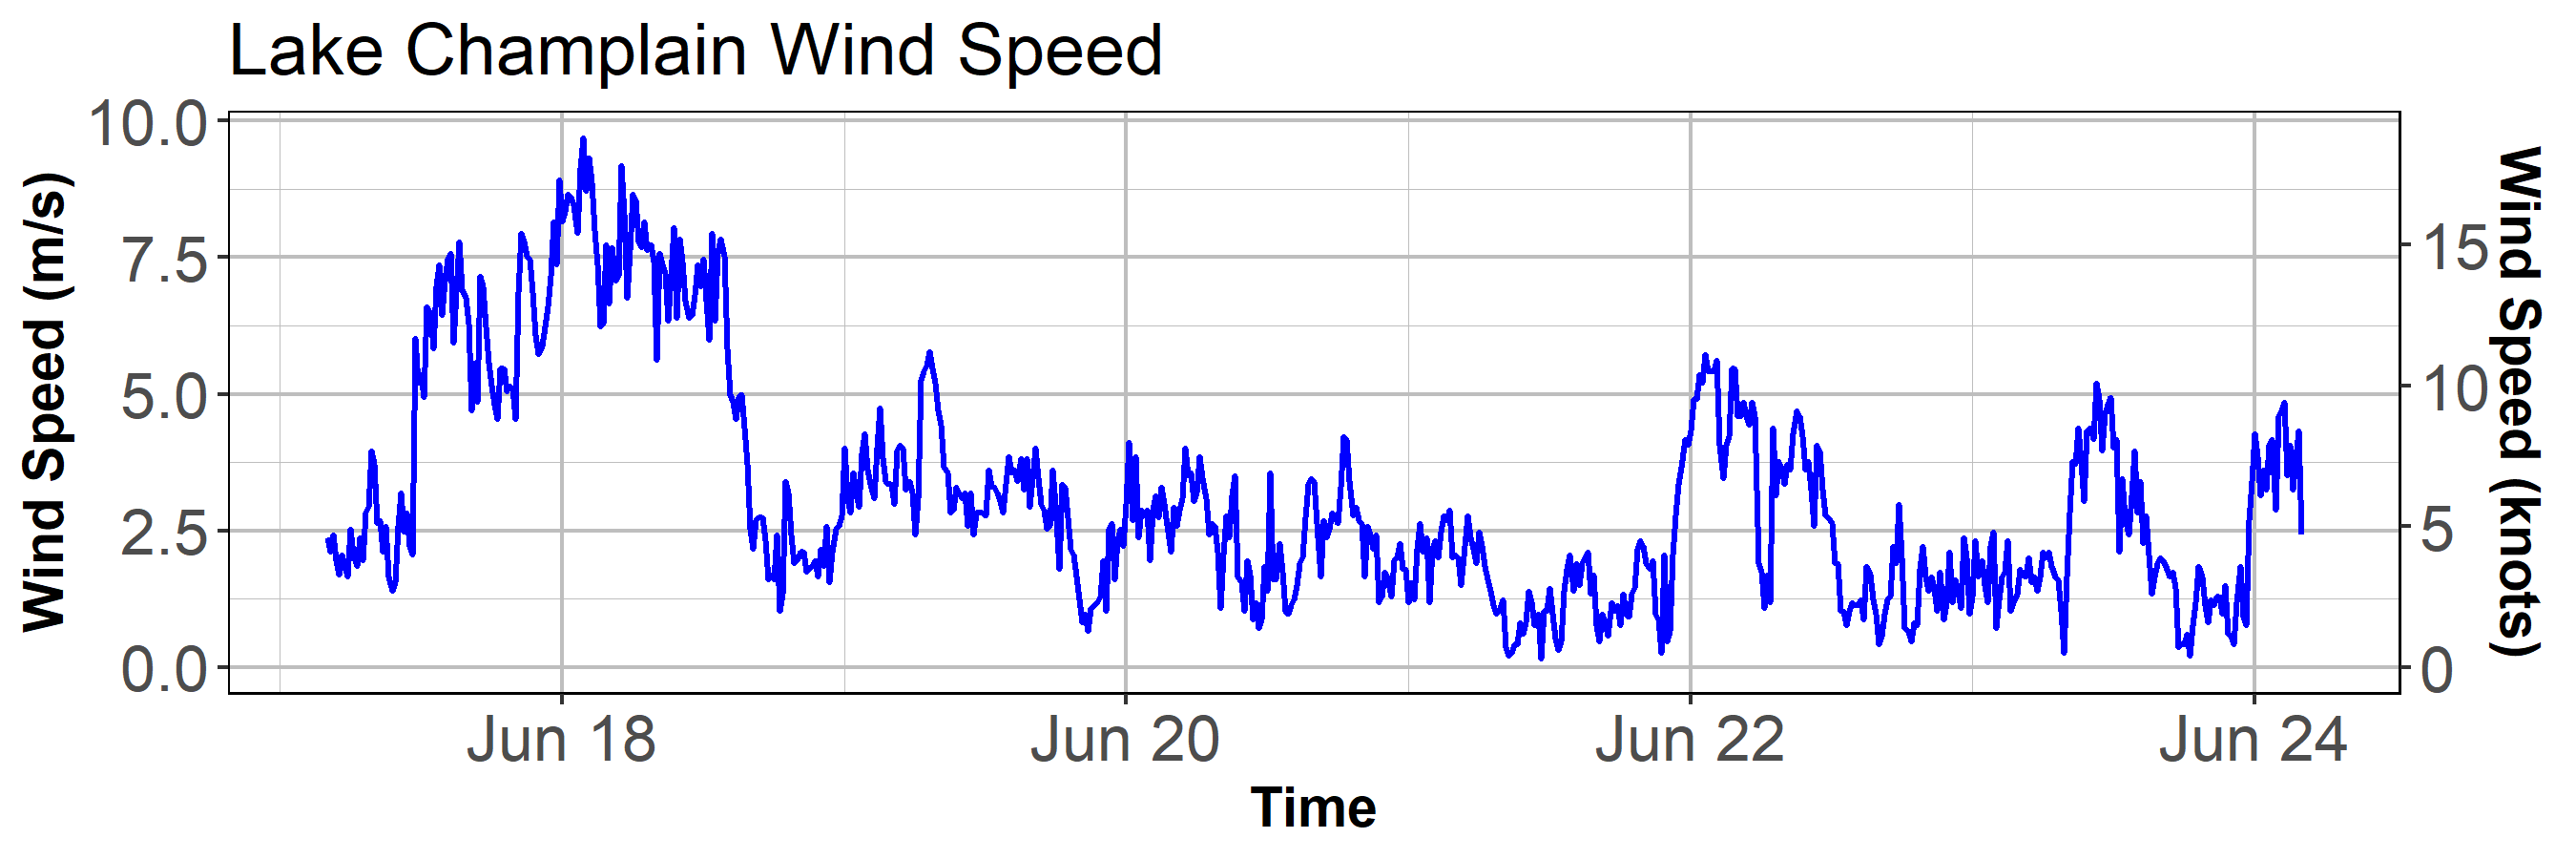 Lake Champlain Wind Speed
Wind Speed (m/s)
10.0
7.5
5.0
2.5
0.0
Wind Speed (knots)
15
10
5
0
Jun 18
Jun 20
Jun 22
Jun 24
Time